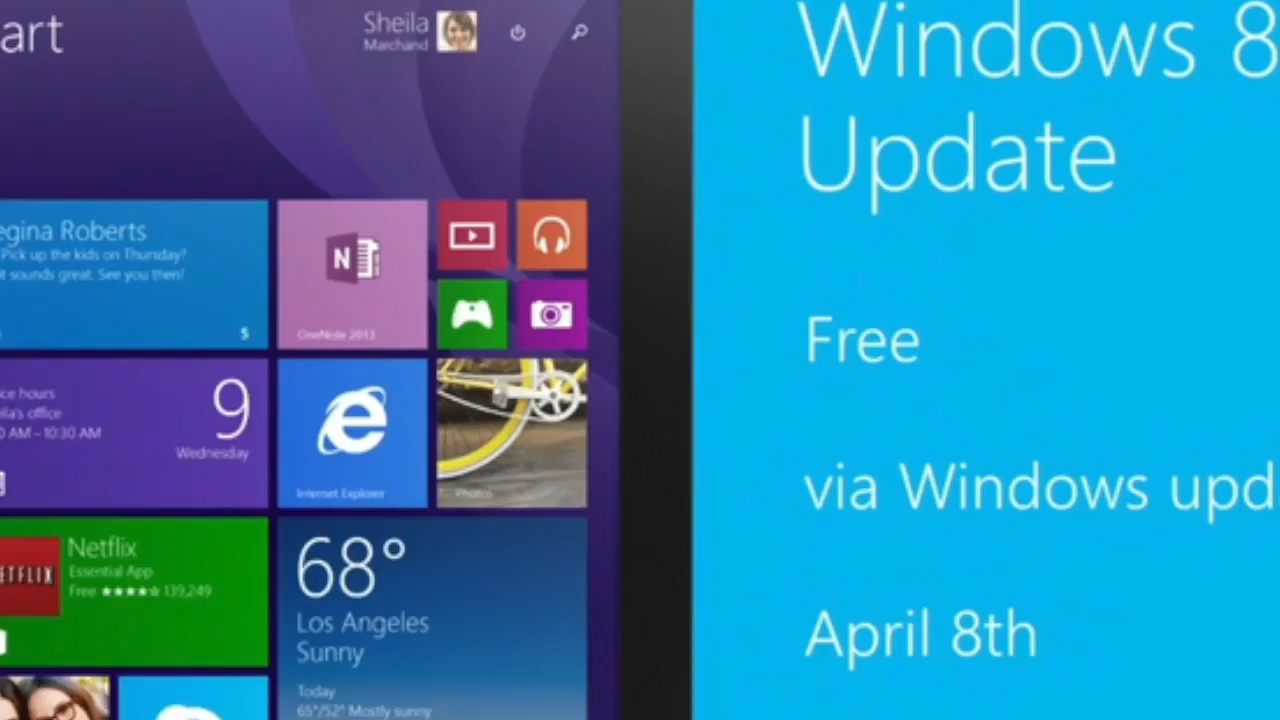 art
Sheila
Marchand
egina Roberts
Pick up the kids on Thursday?
t sounds great. See you then!
5
OneNote 2013
ice hours
ila's office
0 AM – 10:30 AM
9
Wednesday
Internet Explorer
Photos
NETFLIX
Netflix
Essential App
Free ★★★★☆ 139,249
68°
Los Angeles
Sunny
Today
65°/52° Mostly sunny
Windows 8
Update
Free
via Windows upd
April 8th